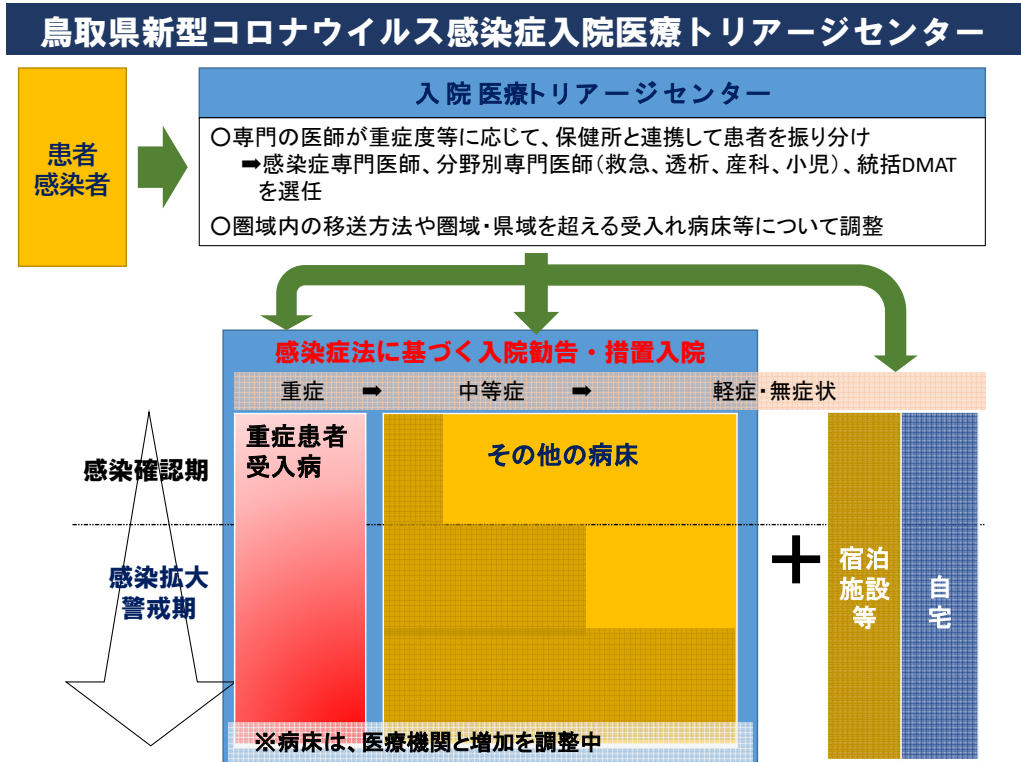 鳥取県新型コロナウイルス感染症入院医療トリアージセンター
患者
感染者
入院医療トリアージセンター
○専門の医師が重症度等に応じて、保健所と連携して患者を振り分け
➡感染症専門医師、分野別専門医師（救急、透析、産科、小児）、統括DMAT
を選任
○圏域内の移送方法や圏域・県域を超える受入れ病床等について調整
感染症法に基づく入院勧告・措置入院
重症 ➡ 中等症 ➡ 軽症・無症状
感染確認期
感染拡大
警戒期
重症患者
受入病
その他の病床
＋
宿泊
施設
等
自
宅
※病床は、医療機関と増加を調整中